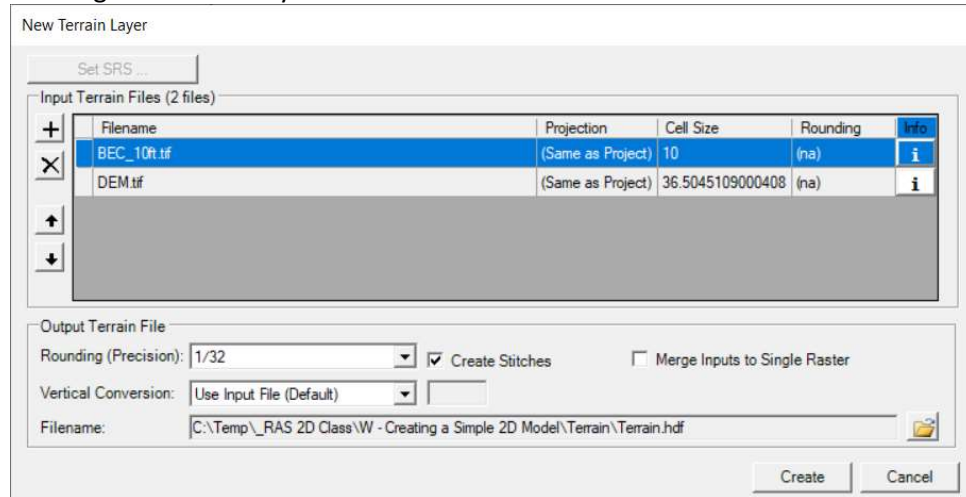 New Terrain Layer
Set SRS ...
Input Terrain Files (2 files)
Filename Projection Cell Size Rounding Info
BEC_10ft.tif (Same as Project) 10 (na) i
DEM.tif (Same as Project) 36.5045109000408 (na) i
Output Terrain File
Rounding (Precision): 1/32 Create Stitches Merge Inputs to Single Raster
Vertical Conversion: Use Input File (Default)
Filename: C:\Temp\_RAS 2D Class\W - Creating a Simple 2D Model\Terrain\Terrain.hdf
Create Cancel